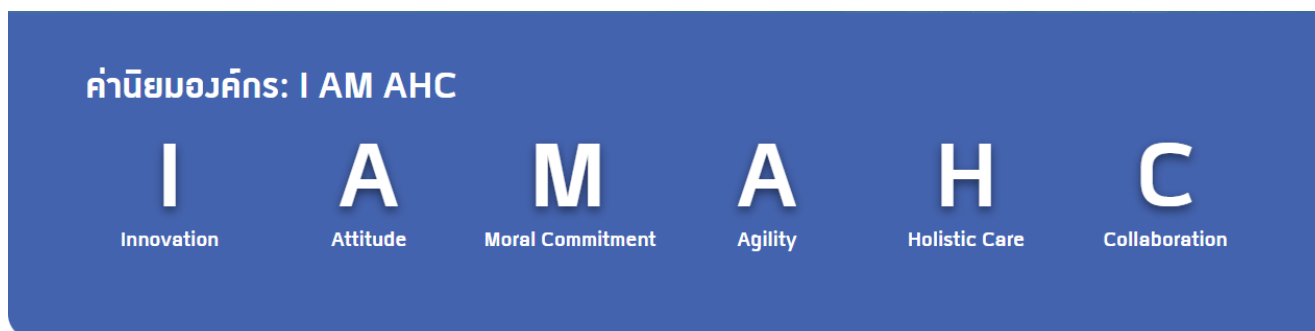 ค่านิยมองค์กร: I AM AHC
I A M A H C
Innovation Attitude Moral Commitment Agility Holistic Care Collaboration